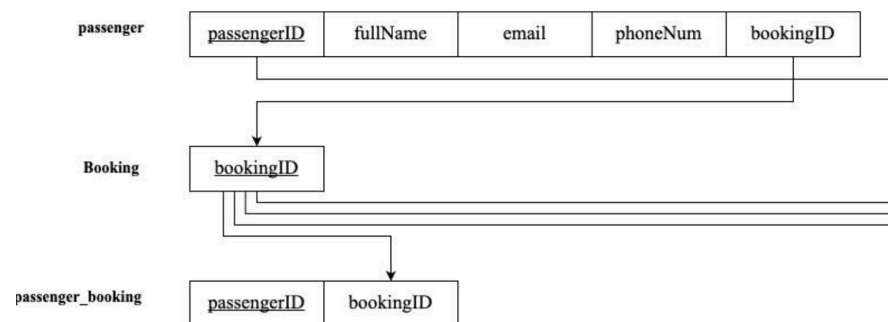 passenger passengerID fullName email phoneNum bookingID
Booking bookingID
passenger_booking passengerID bookingID